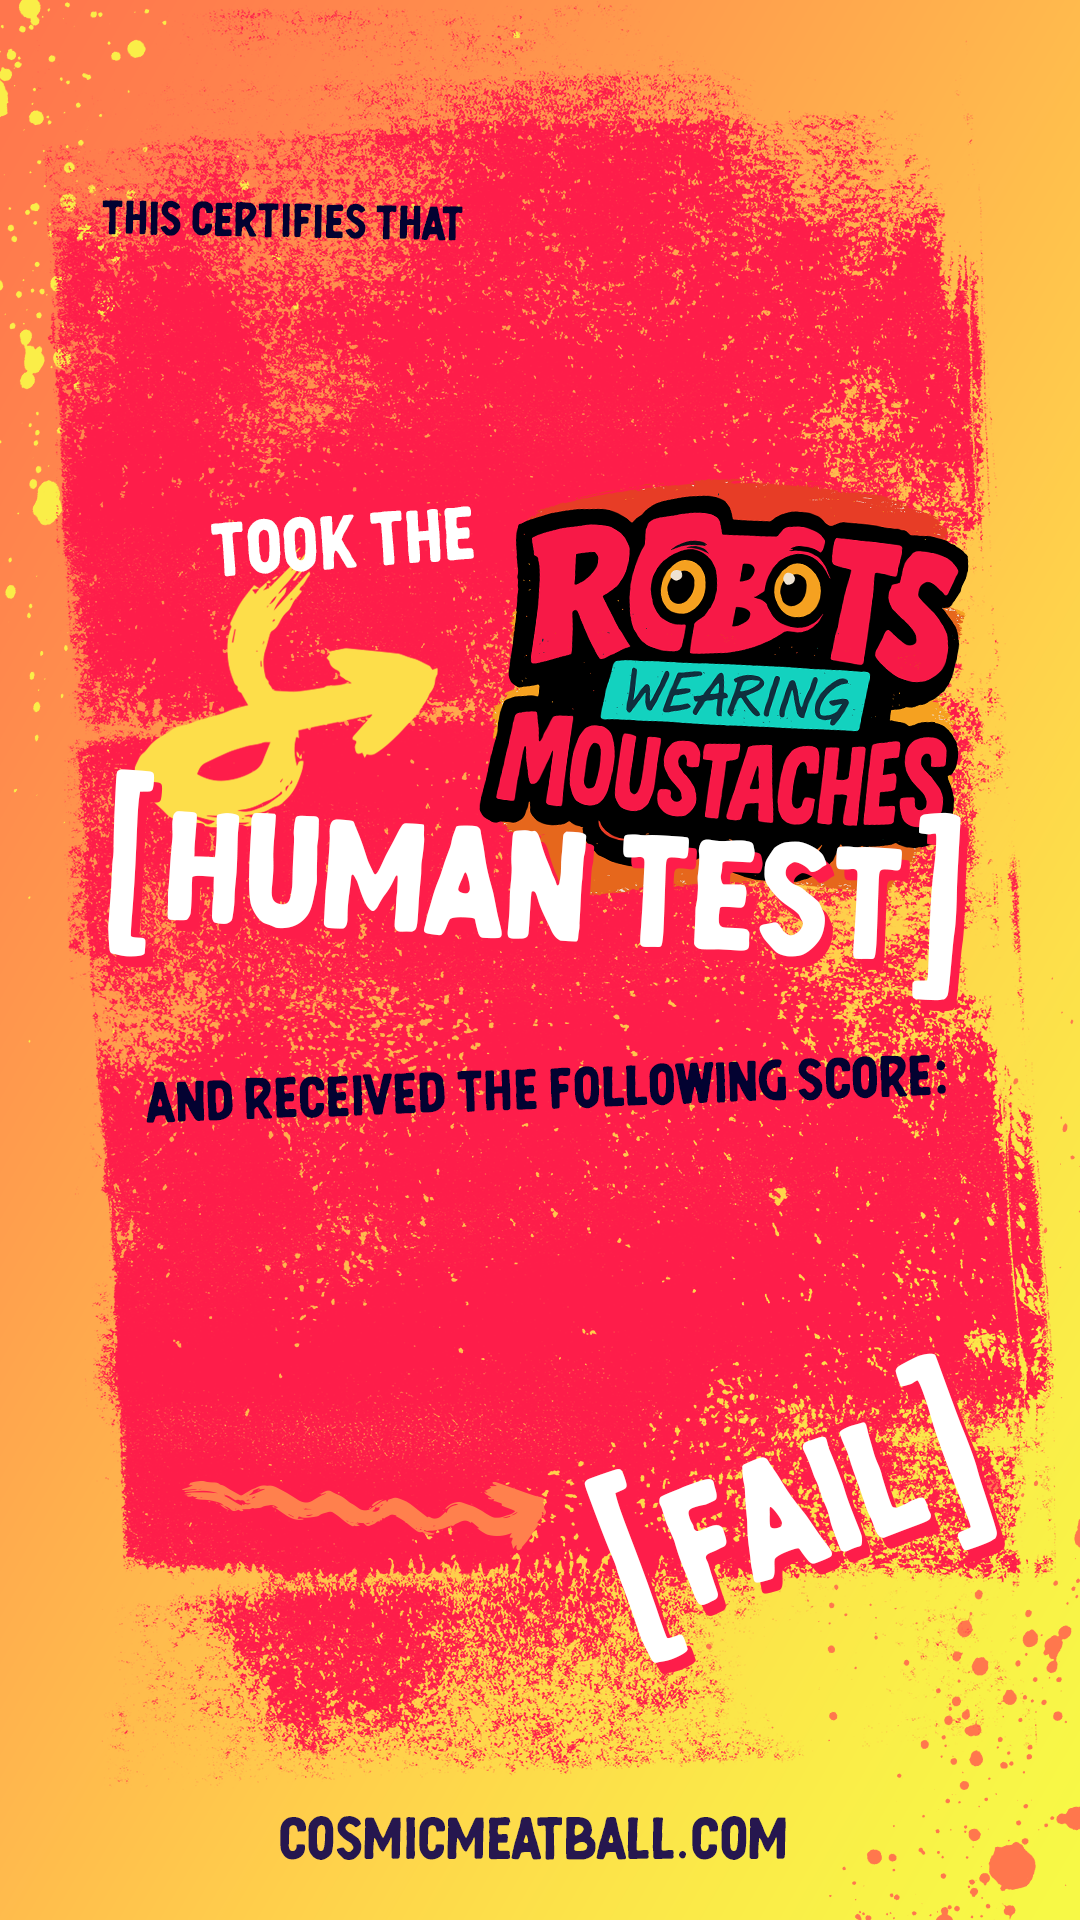 THIS CERTIFIES THAT
TOOK THE
ROBOTS
WEARING
MOUSTACHES
[HUMAN TEST]
AND RECEIVED THE FOLLOWING SCORE:
[FAIL]
COSMICMEATBALL.COM